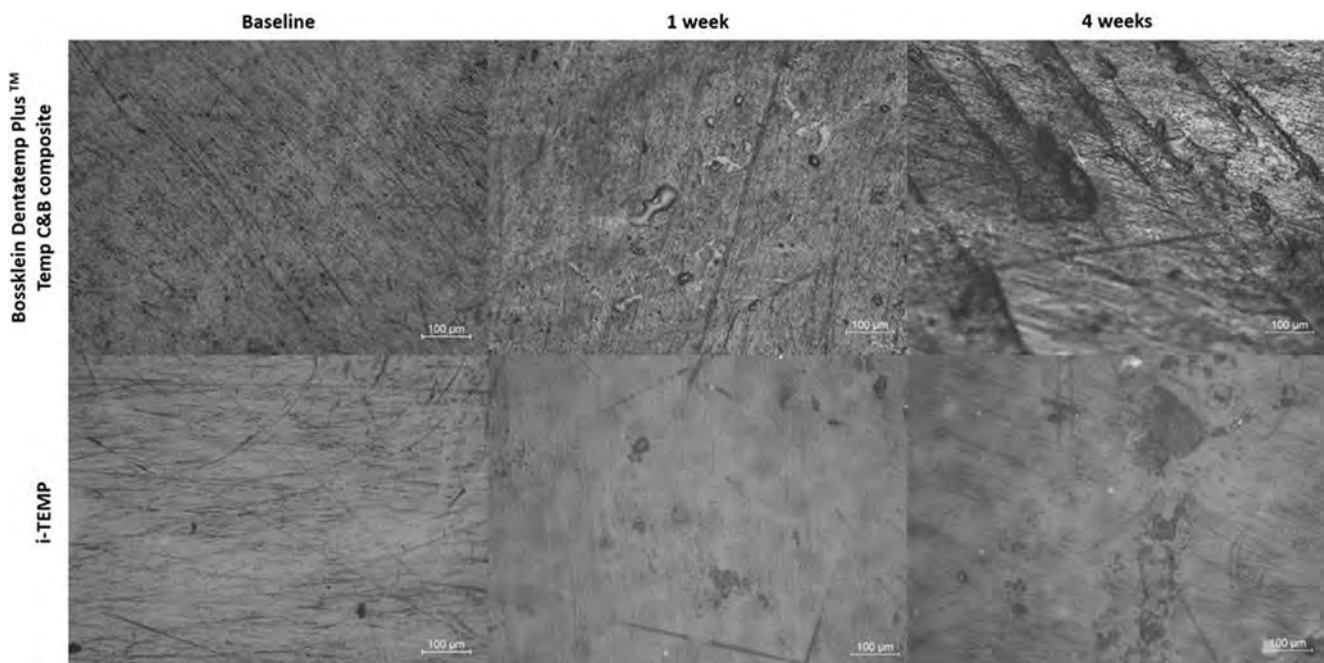 Baseline
1 week
4 weeks
Bossklein Dentatemp Plus™
Temp C&B composite
100 µm
100 µm
100 µm
i-TEMP
100 µm
100 µm
100 µm